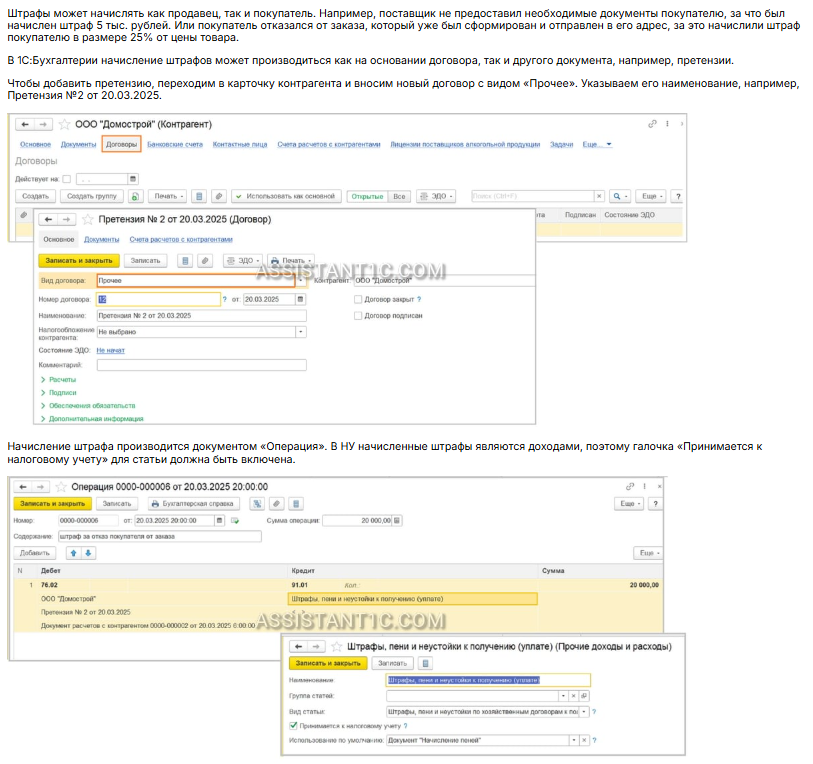 Штрафы может начислять как продавец, так и покупатель. Например, поставщик не предоставил необходимые документы покупателю, за что был
начислен штраф 5 тыс. рублей. Или покупатель отказался от заказа, который уже был сформирован и отправлен в его адрес, за это начислили штраф
покупателю в размере 25% от цены товара.
В 1С:Бухгалтерии начисление штрафов может производиться как на основании договора, так и другого документа, например, претензии.
Чтобы добавить претензию, переходим в карточку контрагента и вносим новый договор с видом «Прочее». Указываем его наименование, например,
Претензия №2 от 20.03.2025.
ООО "Домострой" (Контрагент)
Основное Документы Договоры Банковские счета Контактные лица Счета расчетов с контрагентами Лицензии поставщиков алкогольной продукции Задачи Еще...
Договоры
Действует на:
Создать Создать группу Печать Использовать как основной Открытые Все ЭДО Поиск (Ctrl+F) Еще ?
Подписан Состояние ЭДО
Претензия № 2 от 20.03.2025 (Договор)
Основное Документы Счета расчетов с контрагентами
Записать и закрыть Записать ЭДО Печать
ASSISTANT1C.COM
Вид договора: Прочее Контрагент: ООО "Домострой"
Номер договора: 12 ? от: 20.03.2025 Договор закрыт ?
Наименование: Претензия № 2 от 20.03.2025 Договор подписан
Налогообложение контрагента: Не выбрано
Состояние ЭДО: Не начат
Комментарий:
Расчеты
Подписи
Обеспечения обязательств
Дополнительная информация
Начисление штрафа производится документом «Операция». В НУ начисленные штрафы являются доходами, поэтому галочка «Принимается к
налоговому учету» для статьи должна быть включена.
Операция 0000-000006 от 20.03.2025 20:00:00
Записать и закрыть Записать Бухгалтерская справка Еще ?
Номер: 0000-000006 от: 20.03.2025 20:00:00 Сумма операции: 20 000,00
Содержание: штраф за отказ покупателя от заказа
Добавить Еще
N Дебет Кредит Сумма
1 76.02 91.01 Кол.: 20 000,00
ООО "Домострой" Штрафы, пени и неустойки к получению (уплате)
Претензия № 2 от 20.03.2025
Документ расчетов с контрагентом 0000-000002 от 20.03.2025 0:00:00
ASSISTANT1C.COM
Штрафы, пени и неустойки к получению (уплате) (Прочие доходы и расходы)
Записать и закрыть Записать
Наименование: Штрафы, пени и неустойки к получению (уплате)
Группа статей:
Вид статьи: Штрафы, пени и неустойки по хозяйственным договорам к по ?
Принимается к налоговому учету ?
Использование по умолчанию: Документ "Начисление пеней" ?